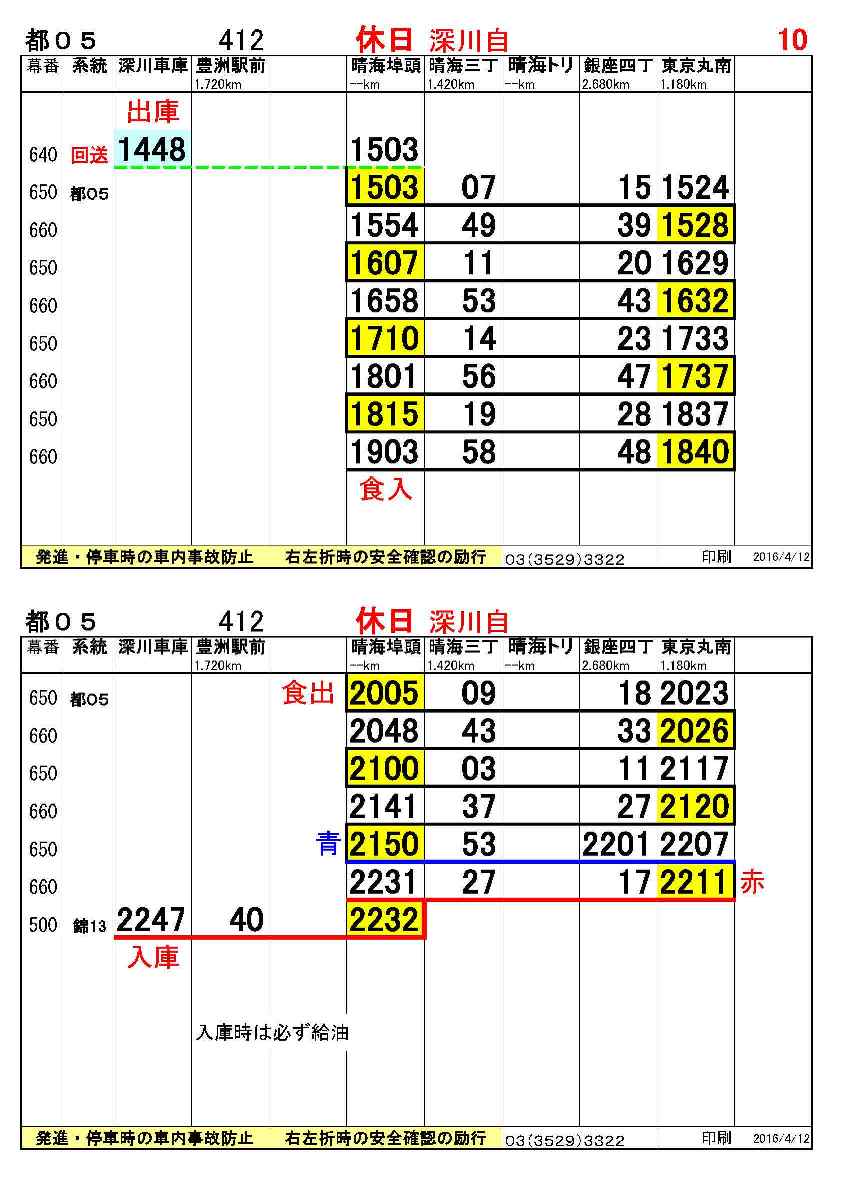 都０５ 412 休日 深川自 10
幕番 系統 深川車庫 豊洲駅前 晴海埠頭 晴海三丁 晴海トリ 銀座四丁 東京丸南
1.720km --km 1.420km --km 2.680km 1.180km
出庫
640 回送 1448 1503
650 都05 1503 07 15 1524
660 1554 49 39 1528
650 1607 11 20 1629
660 1658 53 43 1632
650 1710 14 23 1733
660 1801 56 47 1737
650 1815 19 28 1837
660 1903 58 48 1840
食入
発進・停車時の車内事故防止 右左折時の安全確認の励行 03(3529)3322 印刷 2016/4/12
都０５ 412 休日 深川自
幕番 系統 深川車庫 豊洲駅前 晴海埠頭 晴海三丁 晴海トリ 銀座四丁 東京丸南
1.720km --km 1.420km --km 2.680km 1.180km
650 都05 食出 2005 09 18 2023
660 2048 43 33 2026
650 2100 03 11 2117
660 2141 37 27 2120
650 青 2150 53 2201 2207
660 2231 27 17 2211 赤
500 錦13 2247 40 2232
入庫
入庫時は必ず給油
発進・停車時の車内事故防止 右左折時の安全確認の励行 03(3529)3322 印刷 2016/4/12